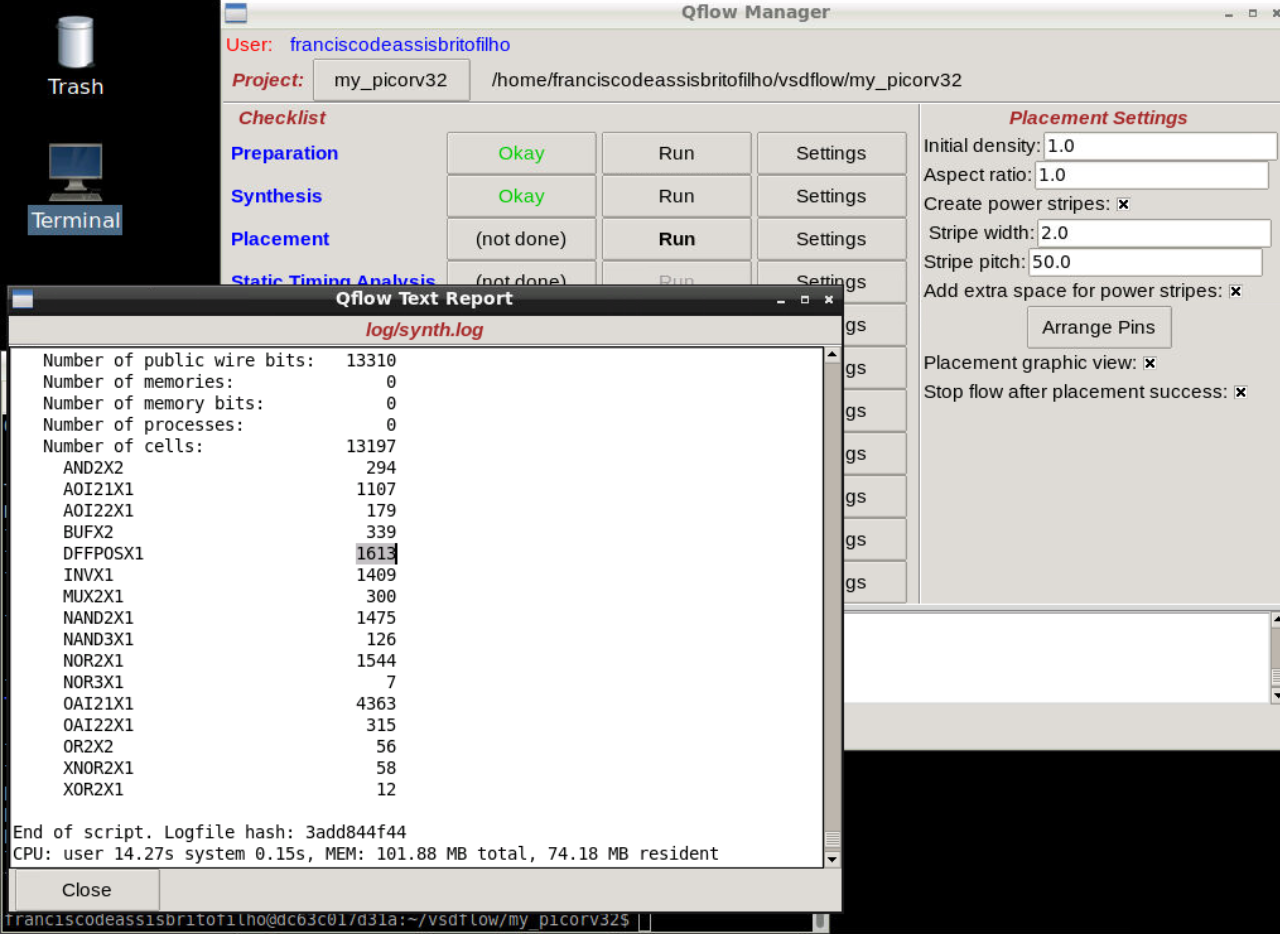 Trash
Terminal
Qflow Manager
User: franciscodeassisbritofilho
Project: my_picorv32 /home/franciscodeassisbritofilho/vsdflow/my_picorv32
Checklist
Preparation Okay Run Settings
Synthesis Okay Run Settings
Placement (not done) Run Settings
Static Timing Analysis (not done) Run Settings
gs
gs
gs
gs
gs
gs
gs
Placement Settings
Initial density: 1.0
Aspect ratio: 1.0
Create power stripes:
Stripe width: 2.0
Stripe pitch: 50.0
Add extra space for power stripes:
Arrange Pins
Placement graphic view:
Stop flow after placement success:
Qflow Text Report
log/synth.log
Number of public wire bits: 13310
Number of memories: 0
Number of memory bits: 0
Number of processes: 0
Number of cells: 13197
AND2X2 294
AOI21X1 1107
AOI22X1 179
BUFX2 339
DFFPOSX1 1613
INVX1 1409
MUX2X1 300
NAND2X1 1475
NAND3X1 126
NOR2X1 1544
NOR3X1 7
OAI21X1 4363
OAI22X1 315
OR2X2 56
XNOR2X1 58
XOR2X1 12
End of script. Logfile hash: 3add844f44
CPU: user 14.27s system 0.15s, MEM: 101.88 MB total, 74.18 MB resident
Close
franciscodeassisbritofilho@dc63c017d31a:~/vsdflow/my_picorv32$